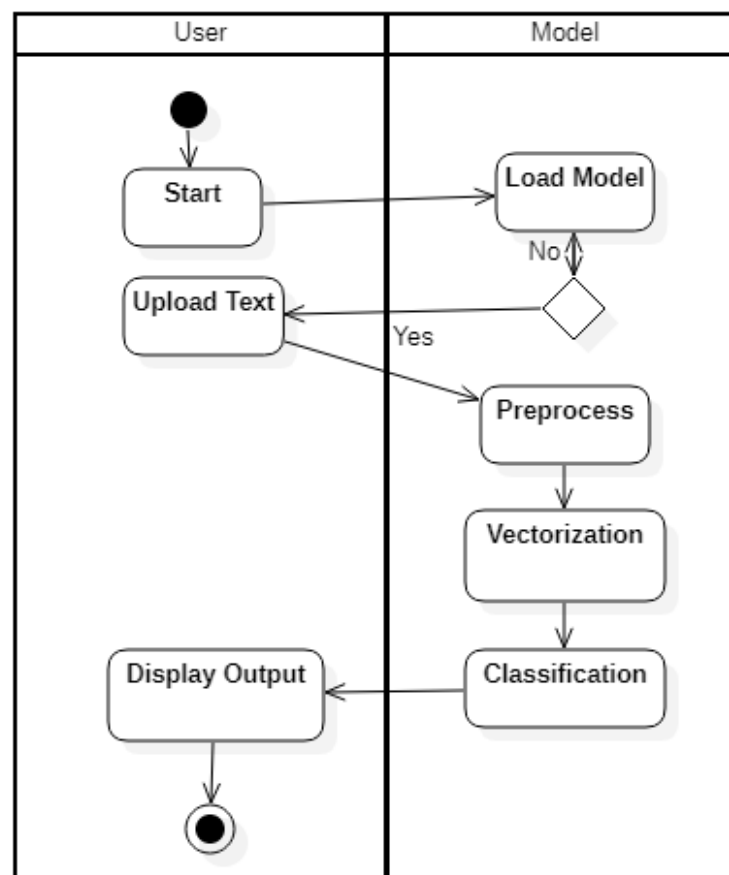 User
Model
Start
Load Model
No
Upload Text
Yes
Preprocess
Vectorization
Display Output
Classification